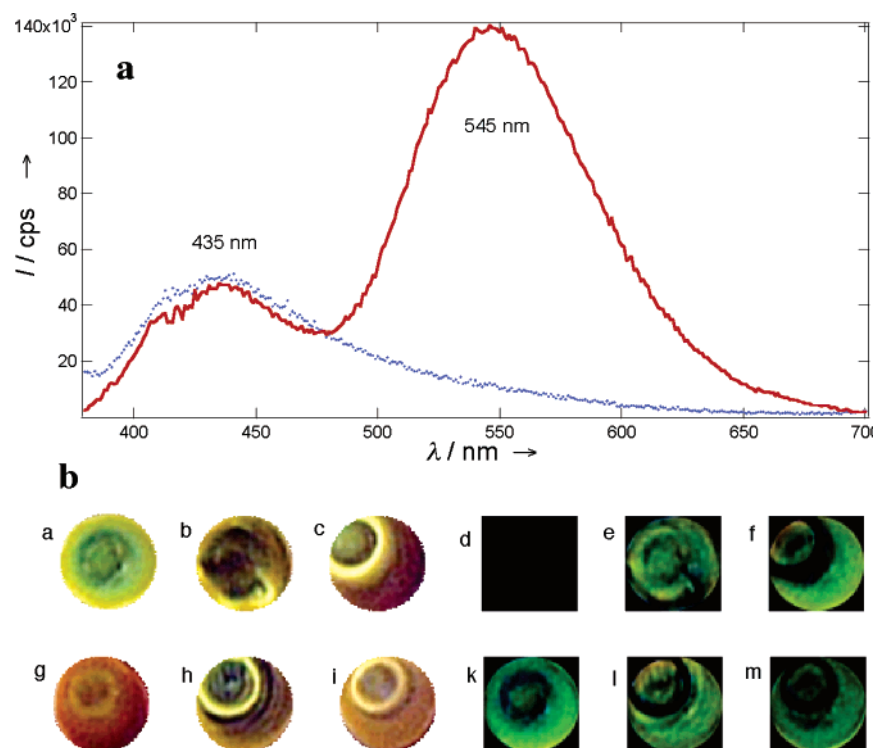 140x10³
a
120
100
80
60
40
20
I / cps →
545 nm
435 nm
400 450 500 550 600 650 700
λ / nm →
b
a b c d e f
g h i k l m